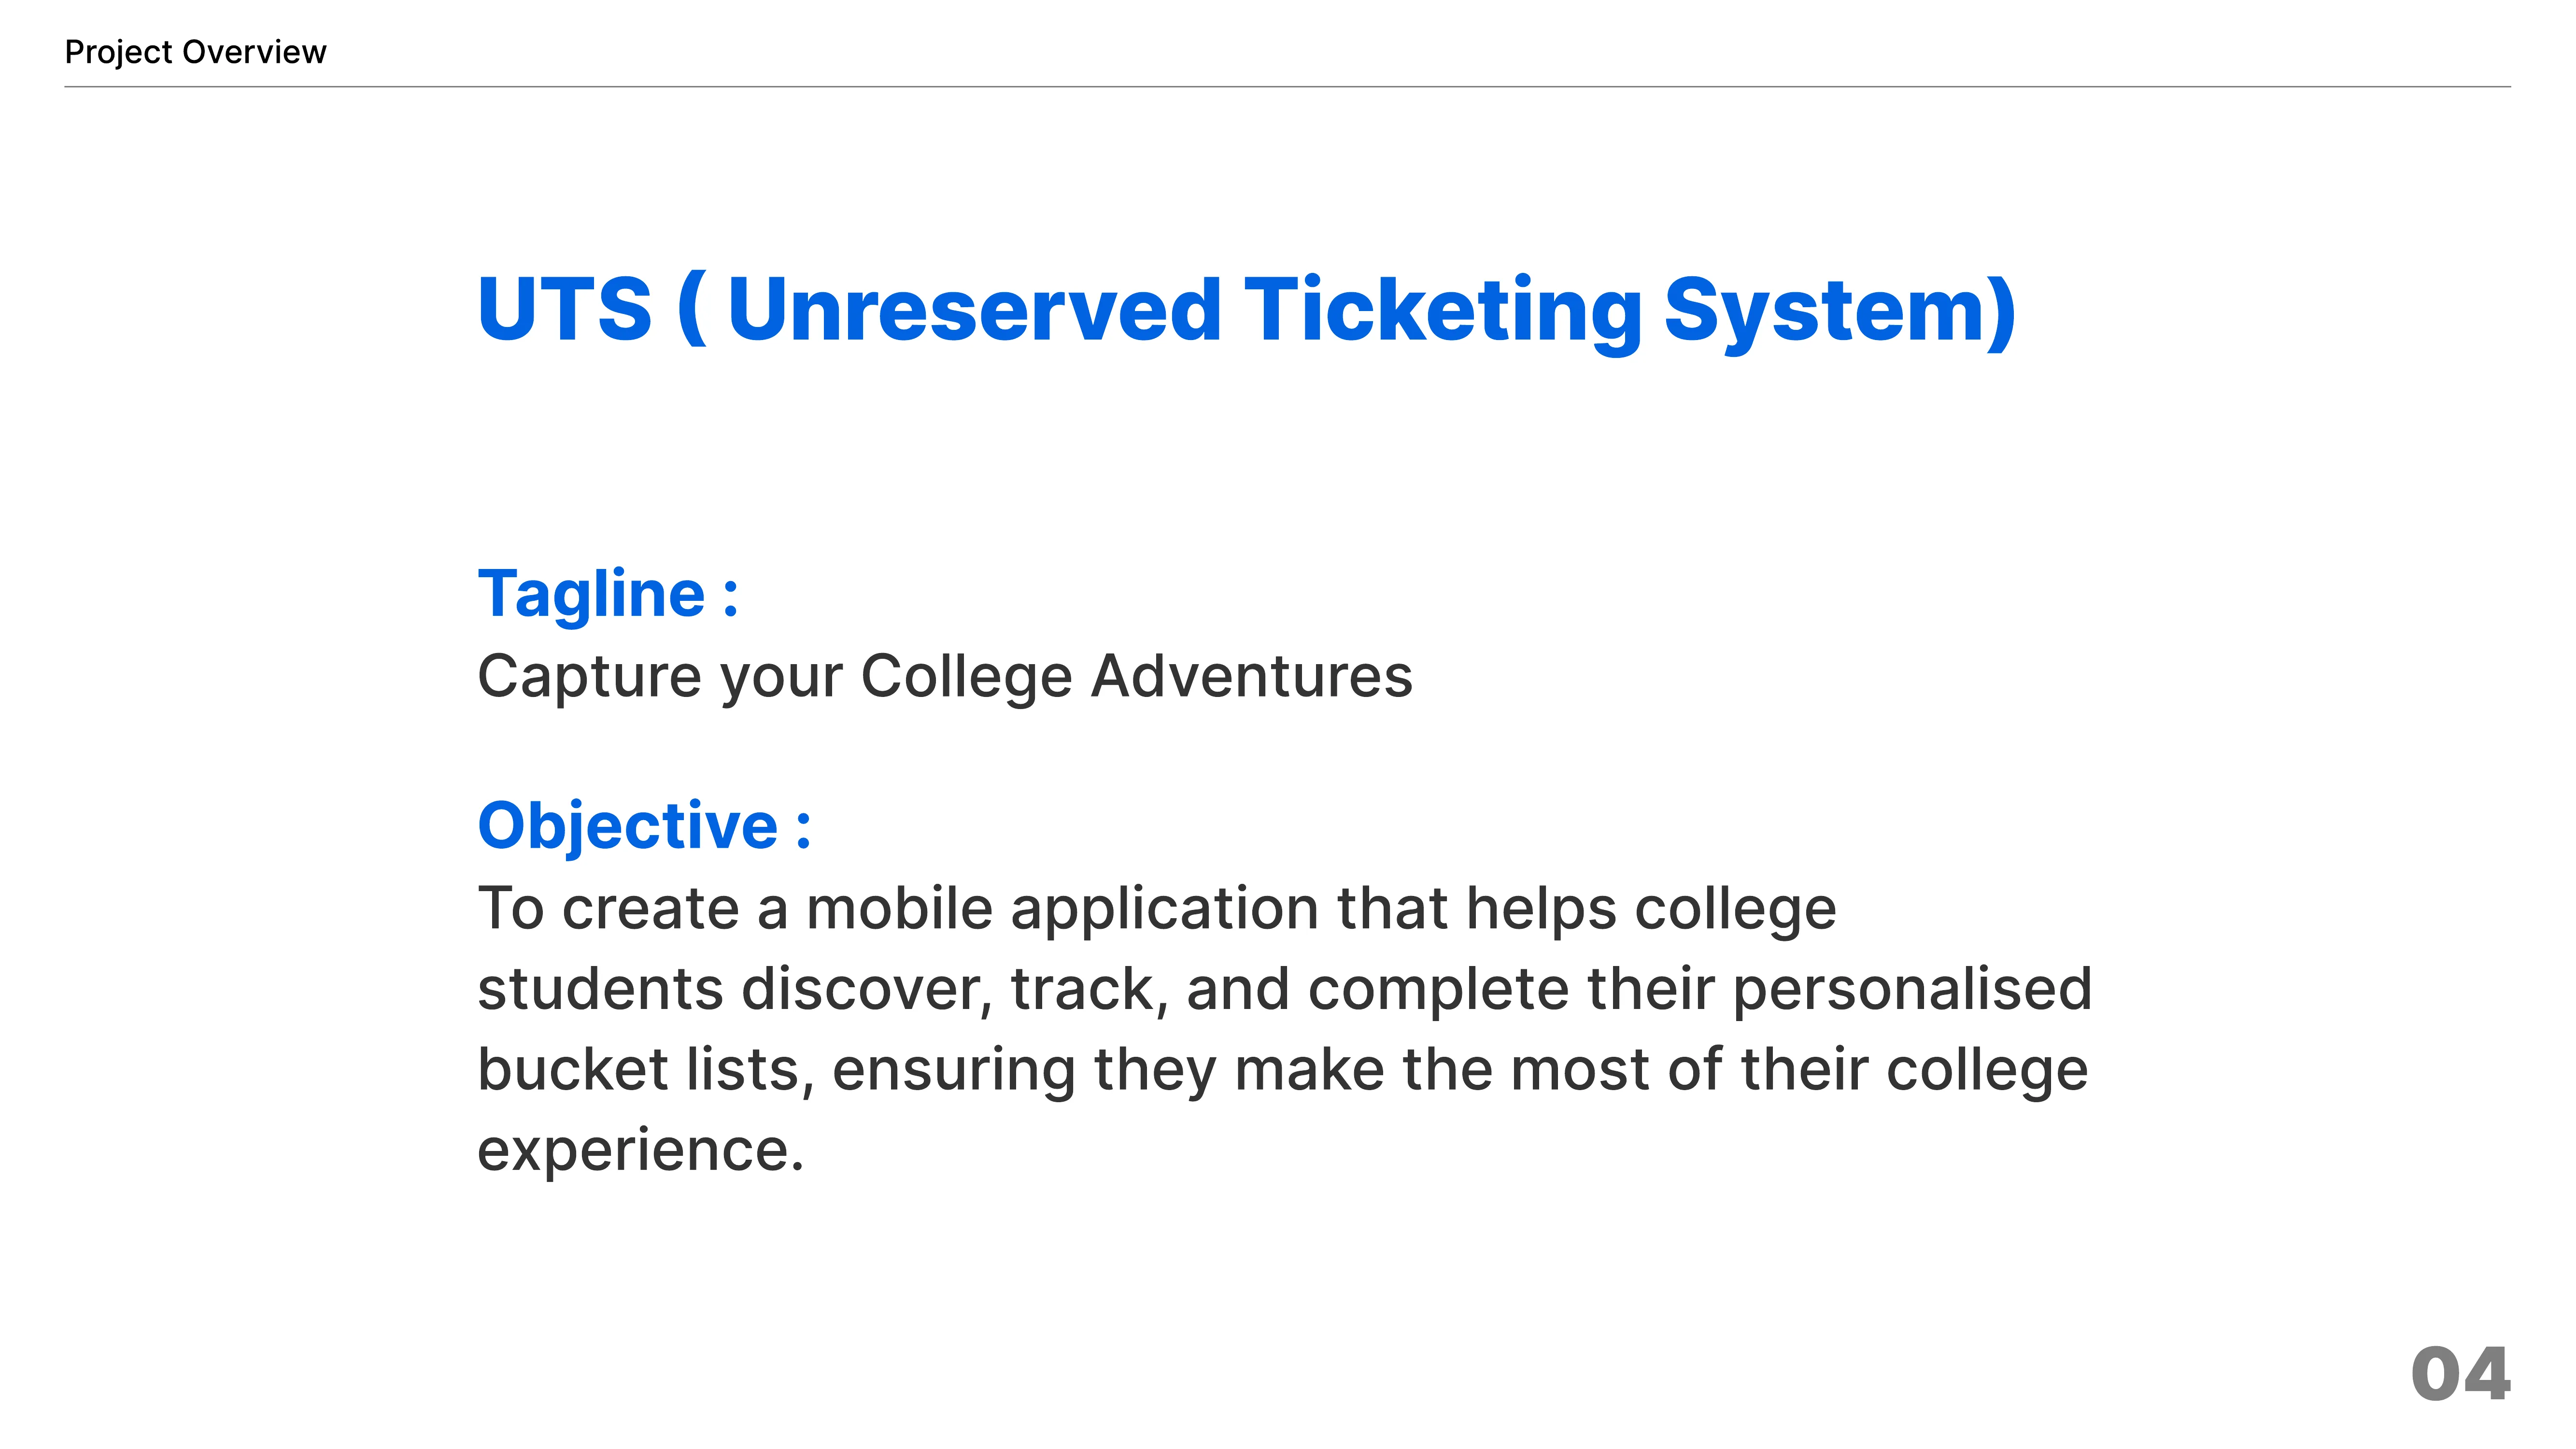 Project Overview
UTS ( Unreserved Ticketing System)
Tagline :
Capture your College Adventures
Objective :
To create a mobile application that helps college
students discover, track, and complete their personalised
bucket lists, ensuring they make the most of their college
experience.
04